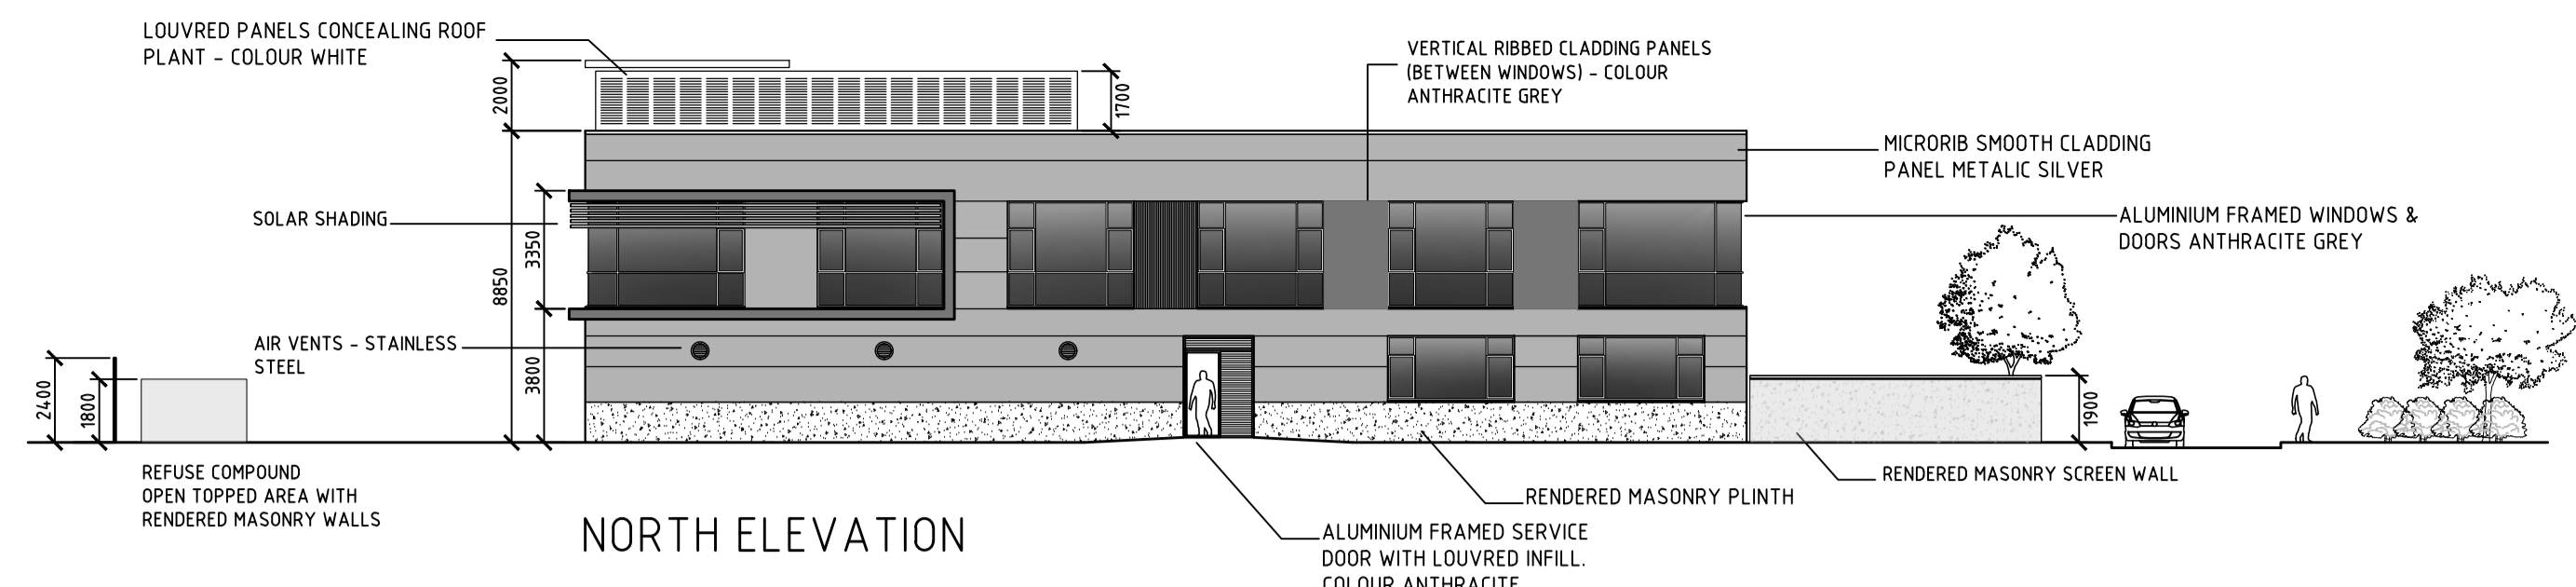 LOUVRED PANELS CONCEALING ROOF
PLANT - COLOUR WHITE
2000
1700
VERTICAL RIBBED CLADDING PANELS
(BETWEEN WINDOWS) - COLOUR
ANTHRACITE GREY
MICRORIB SMOOTH CLADDING
PANEL METALIC SILVER
SOLAR SHADING
ALUMINIUM FRAMED WINDOWS &
DOORS ANTHRACITE GREY
3350
8850
AIR VENTS - STAINLESS
STEEL
3800
2400
1800
1900
REFUSE COMPOUND
OPEN TOPPED AREA WITH
RENDERED MASONRY WALLS
RENDERED MASONRY SCREEN WALL
RENDERED MASONRY PLINTH
NORTH ELEVATION
ALUMINIUM FRAMED SERVICE
DOOR WITH LOUVRED INFILL.
COLOUR ANTHRACITE